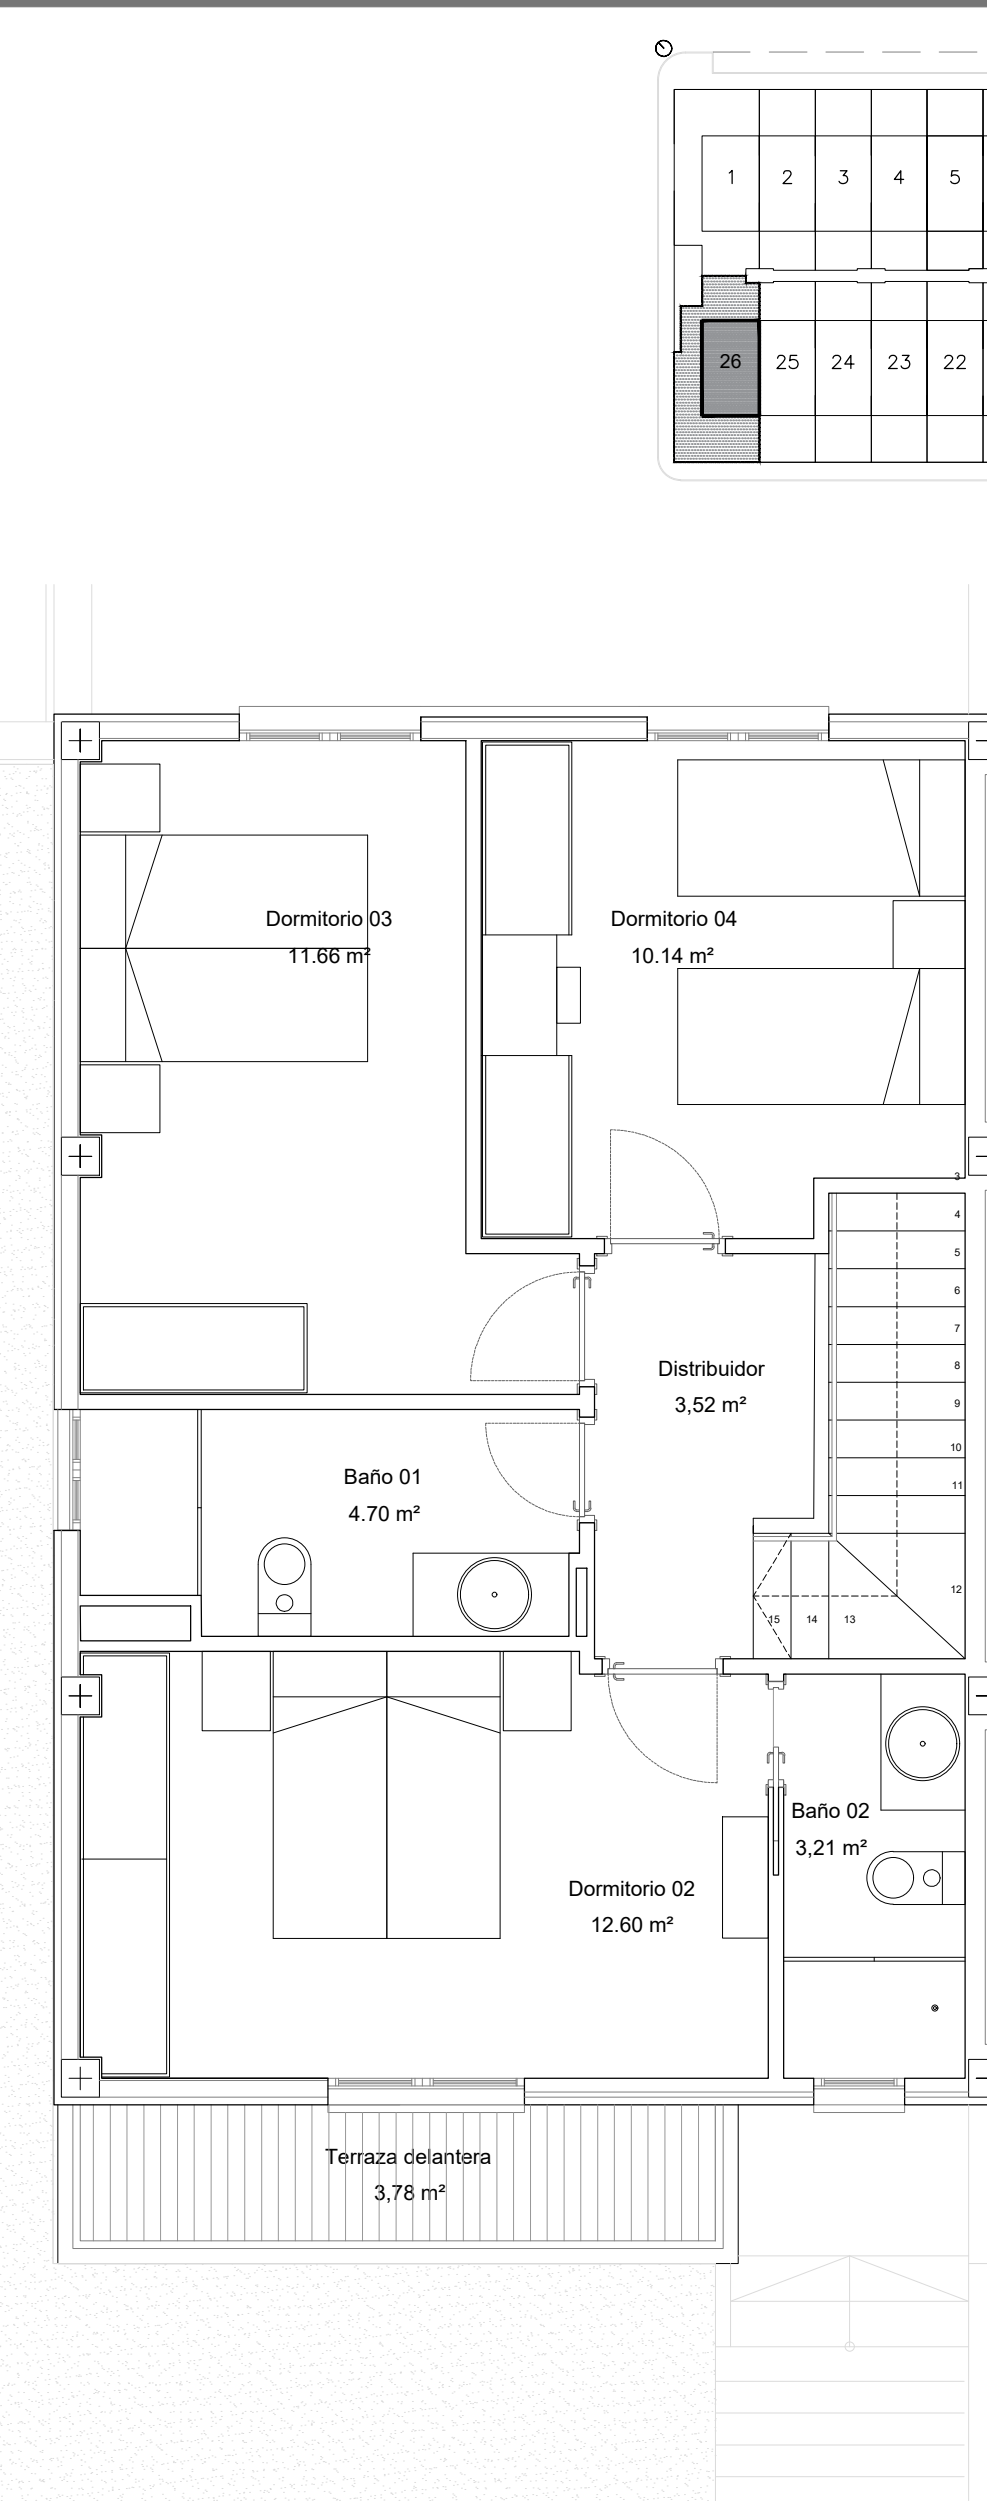 1 2 3 4 5
26 25 24 23 22
Dormitorio 03
11.66 m²
Dormitorio 04
10.14 m²
3
4
5
6
7
8
9
10
11
12
15 14 13
Distribuidor
3,52 m²
Baño 01
4.70 m²
Baño 02
3,21 m²
Dormitorio 02
12.60 m²
Terraza delantera
3,78 m²